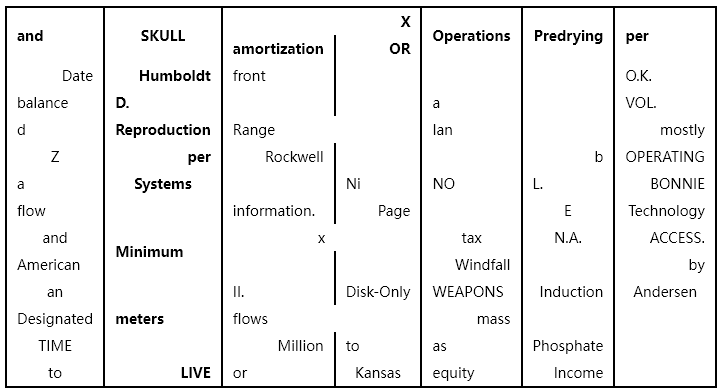 and SKULL amortization X OR Operations Predrying per
Date Humboldt front O.K.
balance D. a VOL.
d Reproduction Range Ian mostly
Z per Rockwell b OPERATING
a Systems Ni NO L. BONNIE
flow information. Page E Technology
and Minimum x tax N.A. ACCESS.
American Windfall by
an II. Disk-Only WEAPONS Induction Andersen
Designated meters flows mass
TIME Million to as Phosphate
to LIVE or Kansas equity Income